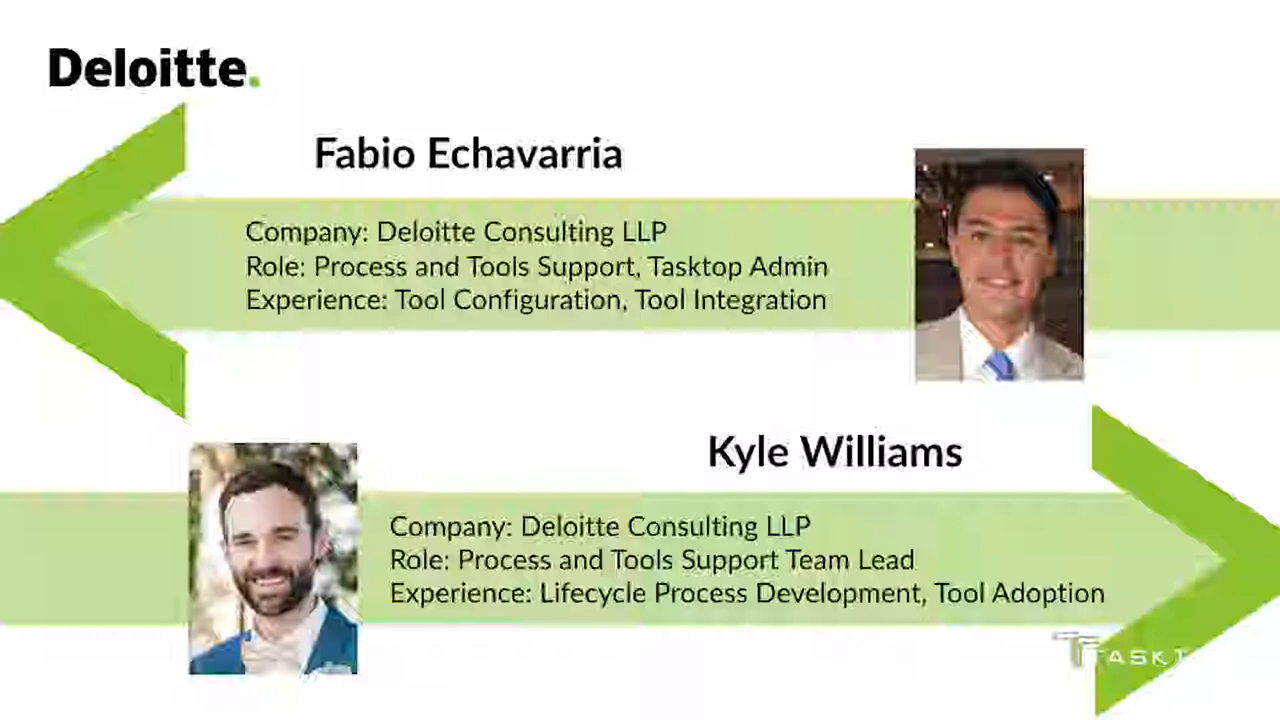 Deloitte.
Fabio Echavarria
Company: Deloitte Consulting LLP
Role: Process and Tools Support, Tasktop Admin
Experience: Tool Configuration, Tool Integration
Kyle Williams
Company: Deloitte Consulting LLP
Role: Process and Tools Support Team Lead
Experience: Lifecycle Process Development, Tool Adoption